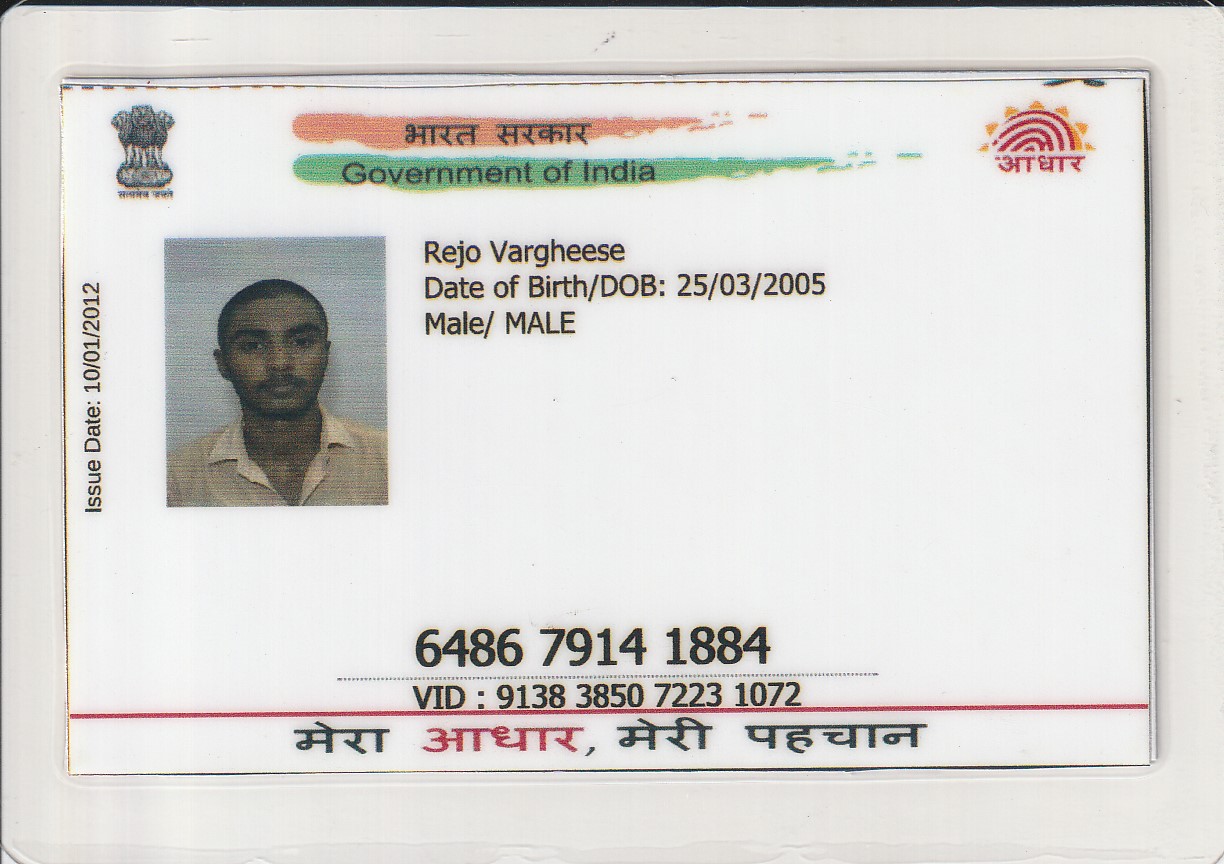 भारत सरकार
Government of India
सत्यमेव जयते
आधार
Issue Date: 10/01/2012
Rejo Vargheese
Date of Birth/DOB: 25/03/2005
Male/ MALE
6486 7914 1884
VID : 9138 3850 7223 1072
मेरा आधार, मेरी पहचान